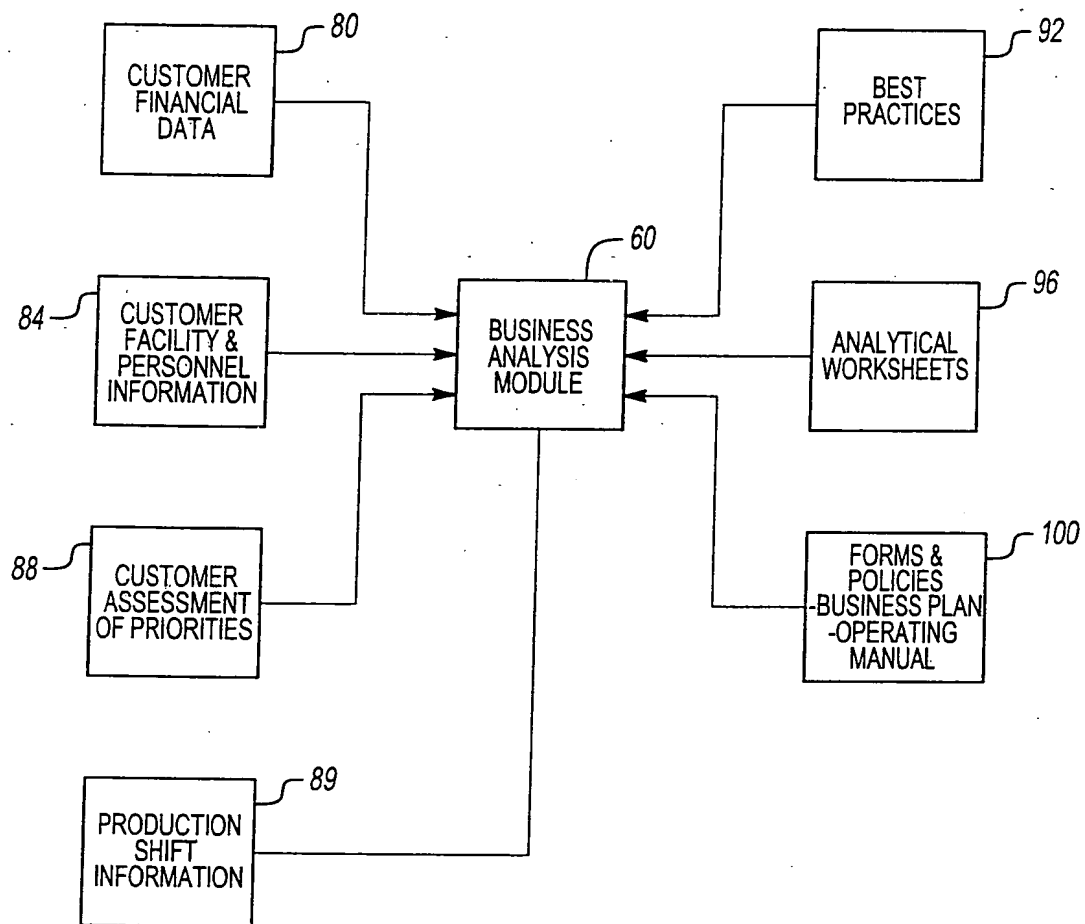 80
CUSTOMER
FINANCIAL
DATA
92
BEST
PRACTICES
84
CUSTOMER
FACILITY &
PERSONNEL
INFORMATION
60
BUSINESS
ANALYSIS
MODULE
96
ANALYTICAL
WORKSHEETS
88
CUSTOMER
ASSESSMENT
OF PRIORITIES
100
FORMS &
POLICIES
-BUSINESS PLAN
-OPERATING
MANUAL
89
PRODUCTION
SHIFT
INFORMATION